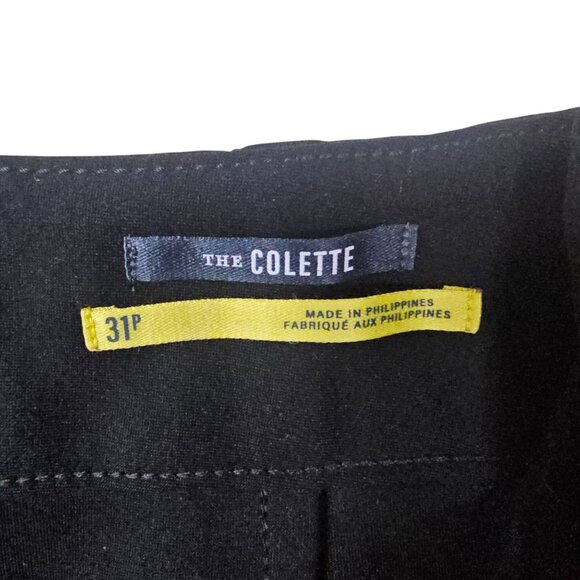 THE COLETTE
31P
MADE IN PHILIPPINES
FABRIQUÉ AUX PHILIPPINES